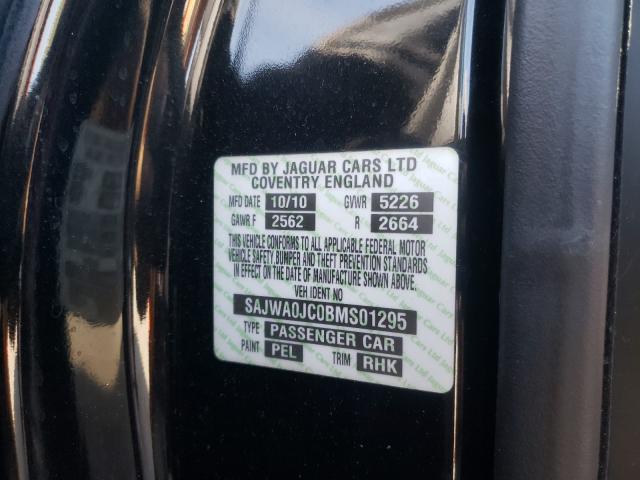 MFD BY JAGUAR CARS LTD
COVENTRY ENGLAND
MFD DATE 10/10 GVWR 5226
GAWR F 2562 R 2664
THIS VEHICLE CONFORMS TO ALL APPLICABLE FEDERAL MOTOR
VEHICLE SAFETY BUMPER AND THEFT PREVENTION STANDARDS
IN EFFECT ON THE DATE OF MANUFACTURE SHOWN ABOVE.
VEH IDENT NO
SAJWA0JC0BMS01295
TYPE PASSENGER CAR
PAINT PEL TRIM RHK